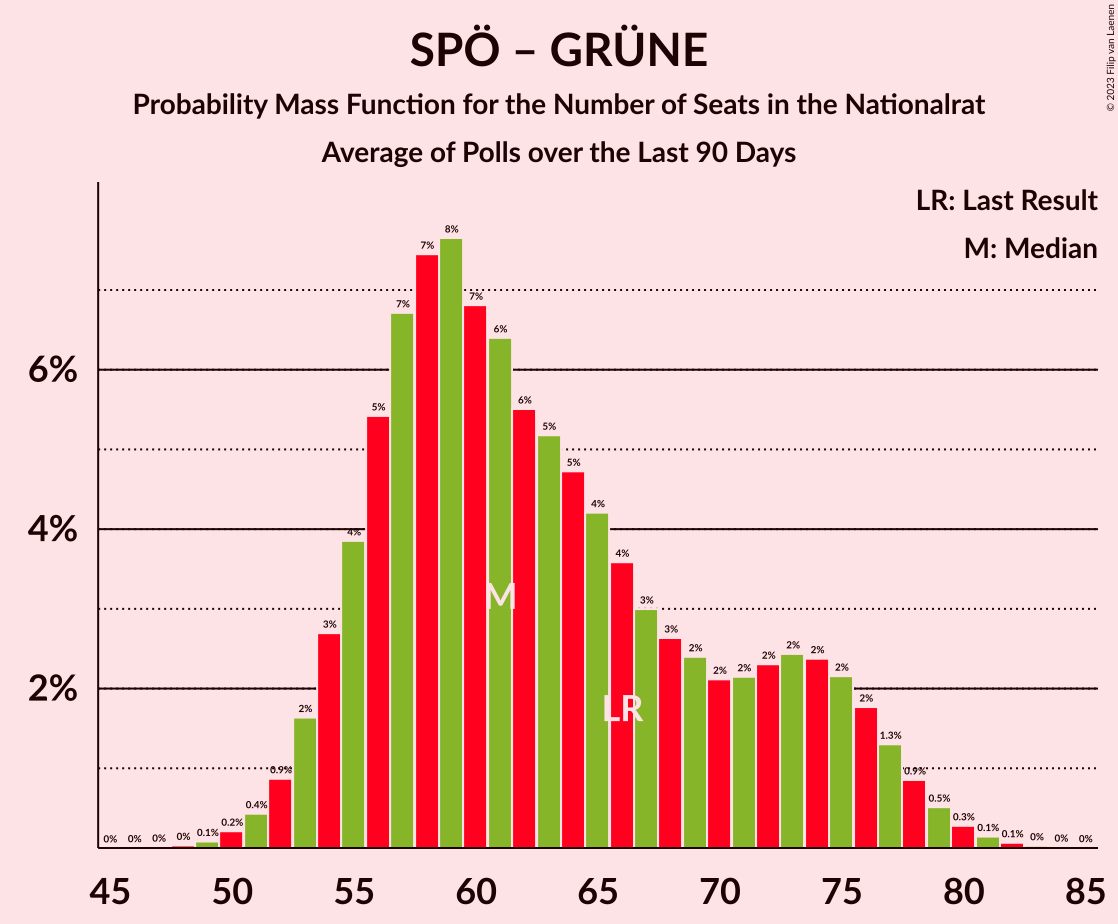 SPÖ – GRÜNE
Probability Mass Function for the Number of Seats in the Nationalrat
Average of Polls over the Last 90 Days
© 2023 Filip van Laenen
LR: Last Result
M: Median
6%
4%
2%
0% 0% 0% 0% 0.1% 0.2% 0.4% 0.9% 2% 3% 4% 5% 7% 7% 8% 7% 6% 6% 5% 5% 4% 4% 3% 3% 2% 2% 2% 2% 2% 2% 2% 2% 1.3% 0.9% 0.5% 0.3% 0.1% 0.1% 0% 0% 0%
M
LR
45 50 55 60 65 70 75 80 85